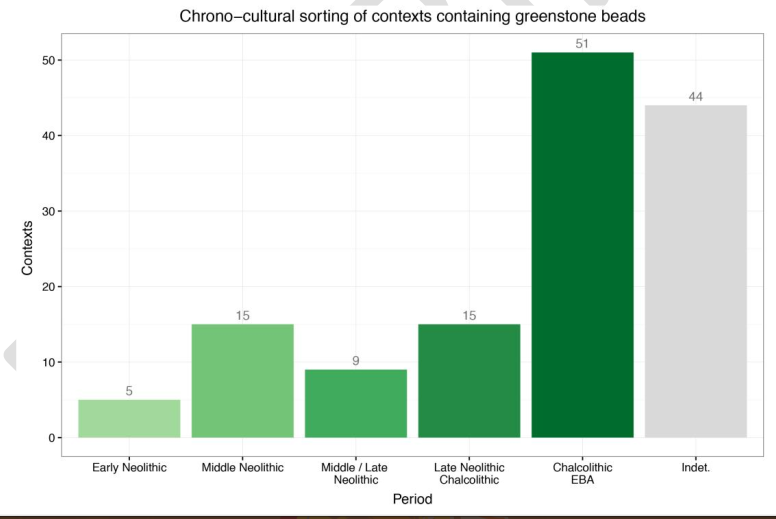 Chrono-cultural sorting of contexts containing greenstone beads
51
50
44
40
30
Contexts
20
15
15
10
9
5
0
Early Neolithic
Middle Neolithic
Middle / Late
Neolithic
Late Neolithic
Chalcolithic
Chalcolithic
EBA
Indet.
Period